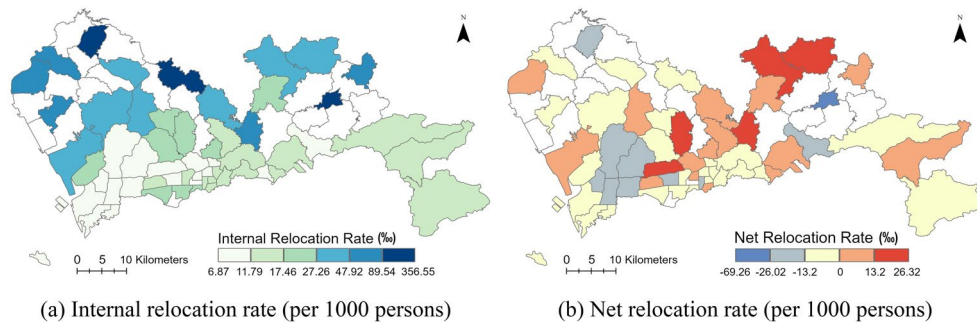 N
Internal Relocation Rate (‰)
0 5 10 Kilometers
6.87 11.79 17.46 27.26 47.92 89.54 356.55
(a) Internal relocation rate (per 1000 persons)
N
Net Relocation Rate (‰)
0 5 10 Kilometers
-69.26 -26.02 -13.2 0 13.2 26.32
(b) Net relocation rate (per 1000 persons)